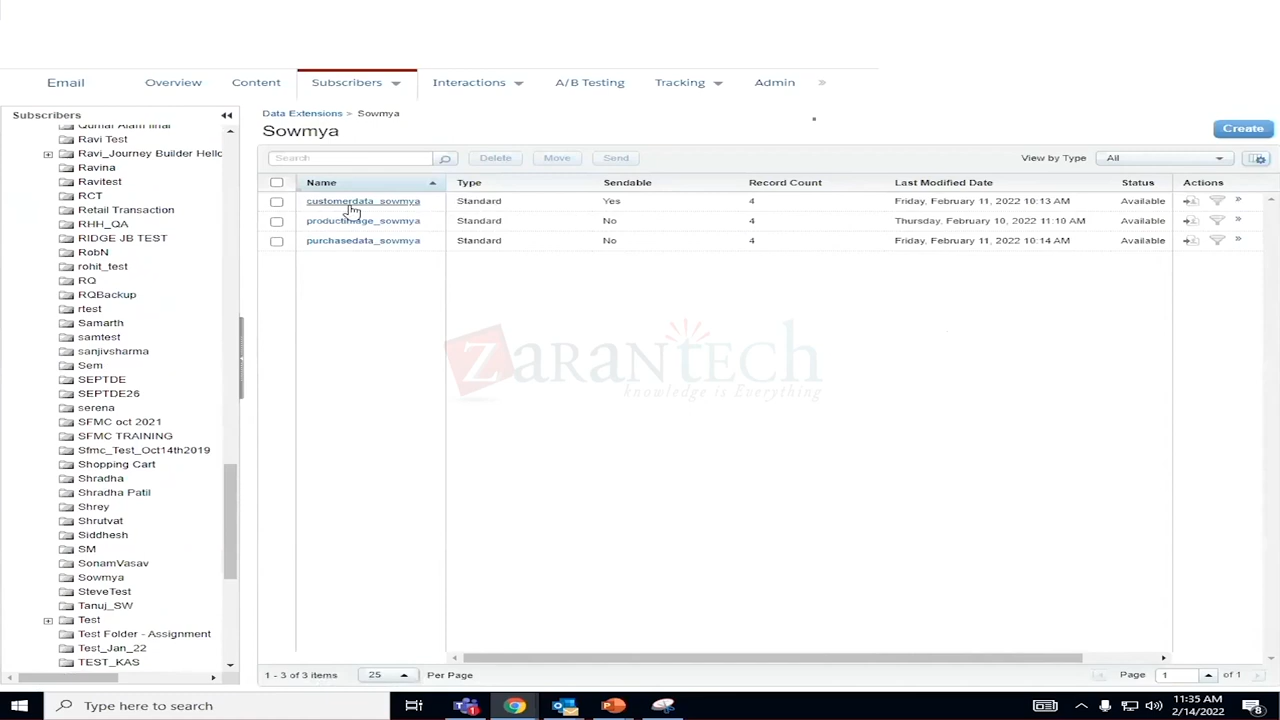 Email Overview Content Subscribers Interactions A/B Testing Tracking Admin »
Subscribers
Data Extensions > Sowmya
Sowmya
Create
Search Delete Move Send View by Type All
Name Type Sendable Record Count Last Modified Date Status Actions
customerdata_sowmya Standard Yes 4 Friday, February 11, 2022 10:13 AM Available »
productimage_sowmya Standard No 4 Thursday, February 10, 2022 11:10 AM Available »
purchasedata_sowmya Standard No 4 Friday, February 11, 2022 10:14 AM Available »
Qumar Alam final
Ravi Test
Ravi_Journey Builder Hello
Ravina
Ravitest
RCT
Retail Transaction
RHH_QA
RIDGE JB TEST
RobN
rohit_test
RQ
RQBackup
rtest
Samarth
samtest
sanjivsharma
Sem
SEPTDE
SEPTDE26
serena
SFMC oct 2021
SFMC TRAINING
Sfmc_Test_Oct14th2019
Shopping Cart
Shradha
Shradha Patil
Shrey
Shrutvat
Siddhesh
SM
SonamVasav
Sowmya
SteveTest
Tanuj_SW
Test
Test Folder - Assignment
Test_Jan_22
TEST_KAS
zarantech
knowledge is Everything
1 - 3 of 3 items 25 Per Page Page 1 of 1
Type here to search
11:35 AM
2/14/2022
1
8